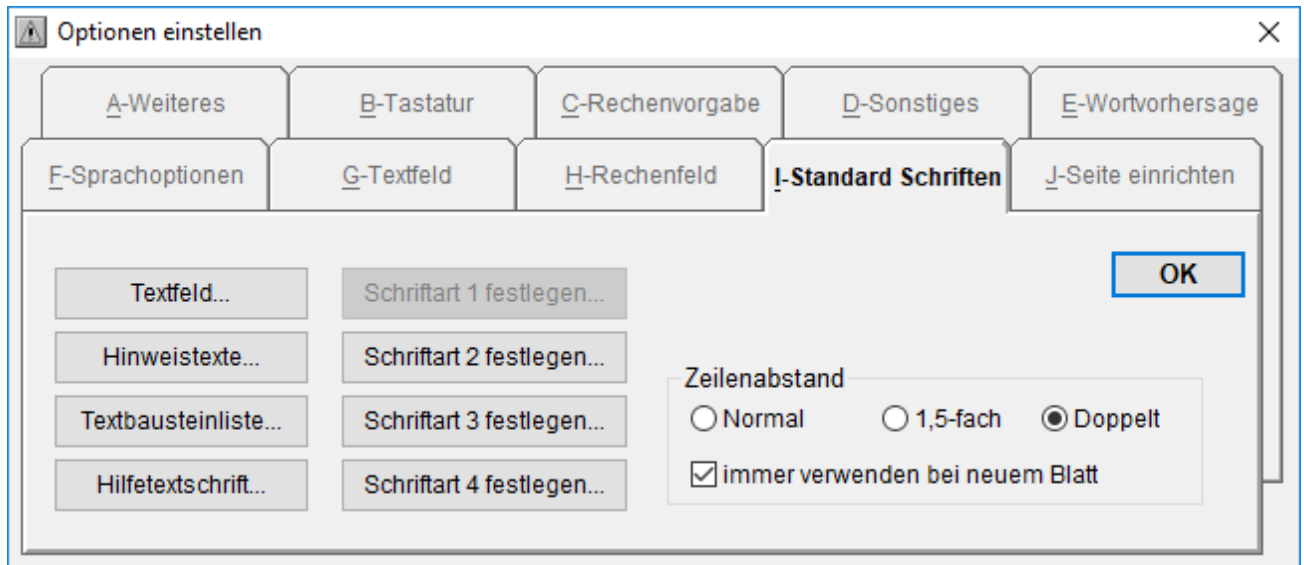 Optionen einstellen
A-Weiteres
B-Tastatur
C-Rechenvorgabe
D-Sonstiges
E-Wortvorhersage
F-Sprachoptionen
G-Textfeld
H-Rechenfeld
I-Standard Schriften
J-Seite einrichten
Textfeld...
Schriftart 1 festlegen...
OK
Hinweistexte...
Schriftart 2 festlegen...
Textbausteinliste...
Schriftart 3 festlegen...
Hilfetextschrift...
Schriftart 4 festlegen...
Zeilenabstand
Normal
1,5-fach
Doppelt
immer verwenden bei neuem Blatt